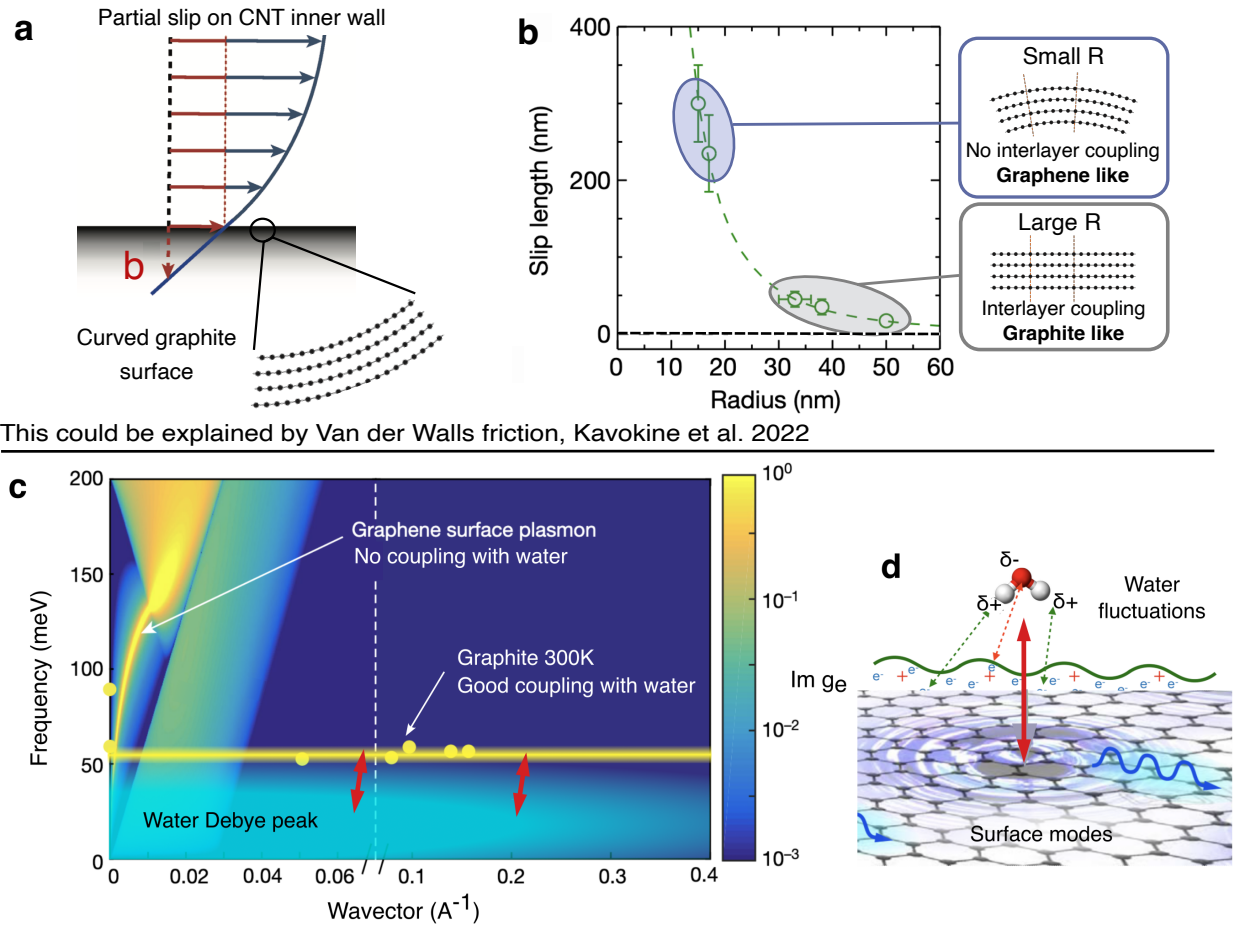 a
Partial slip on CNT inner wall
b
Curved graphite
surface
b
400
200
0
Slip length (nm)
0 10 20 30 40 50 60
Radius (nm)
Small R
No interlayer coupling
Graphene like
Large R
Interlayer coupling
Graphite like
This could be explained by Van der Walls friction, Kavokine et al. 2022
c
200
150
100
50
0
Frequency (meV)
Graphene surface plasmon
No coupling with water
Graphite 300K
Good coupling with water
Water Debye peak
0 0.02 0.04 0.06 // 0.1 0.2 0.3 0.4
Wavector (A⁻¹)
10⁰
10⁻¹
10⁻²
10⁻³
d
δ-
δ+ δ+
Water
fluctuations
Im gₑ
e⁻ + e⁻ e⁻ + e⁻ e⁻ + e⁻ e⁻ + e⁻
Surface modes